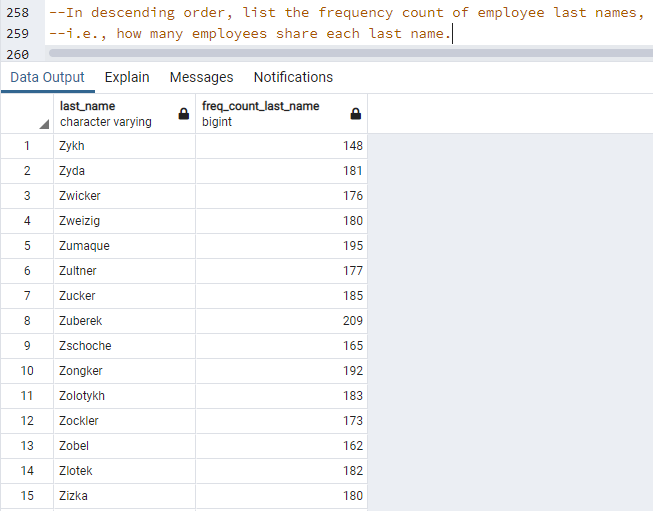 258 --In descending order, list the frequency count of employee last names,
259 --i.e., how many employees share each last name.
260
Data Output Explain Messages Notifications
last_name freq_count_last_name
character varying bigint
1 Zykh 148
2 Zyda 181
3 Zwicker 176
4 Zweizig 180
5 Zumaque 195
6 Zultner 177
7 Zucker 185
8 Zuberek 209
9 Zschoche 165
10 Zongker 192
11 Zolotykh 183
12 Zockler 173
13 Zobel 162
14 Zlotek 182
15 Zizka 180